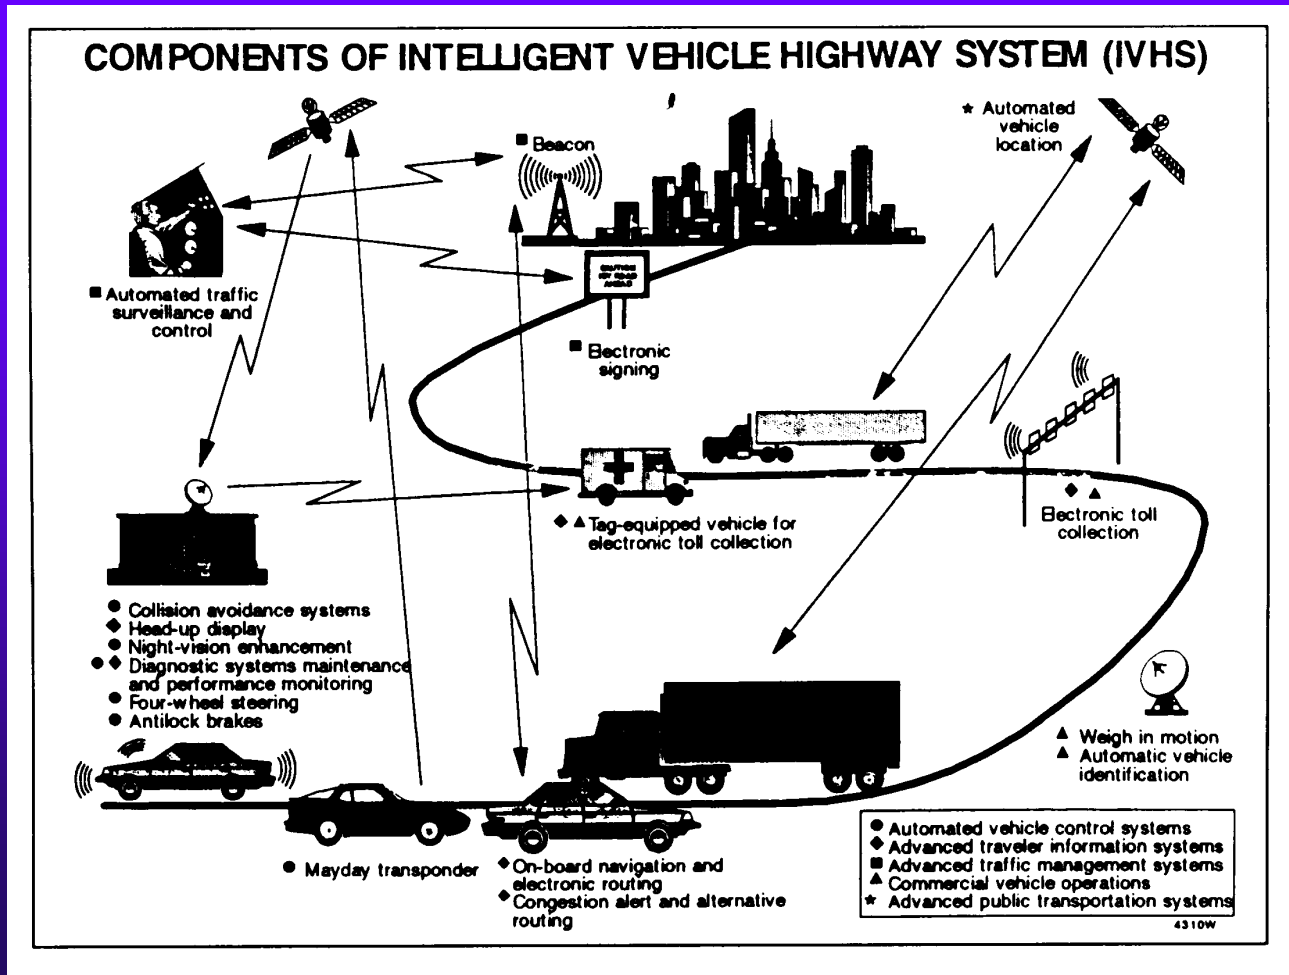 COMPONENTS OF INTELLIGENT VEHICLE HIGHWAY SYSTEM (IVHS)
Automated
vehicle
location
Beacon
Automated traffic
surveillance and
control
CAUTION
ICY ROAD
AHEAD
Electronic
signing
Tag-equipped vehicle for
electronic toll collection
Electronic toll
collection
Collision avoidance systems
Head-up display
Night-vision enhancement
Diagnostic systems maintenance
and performance monitoring
Four-wheel steering
Antilock brakes
Weigh in motion
Automatic vehicle
identification
Mayday transponder
On-board navigation and
electronic routing
Congestion alert and alternative
routing
Automated vehicle control systems
Advanced traveler information systems
Advanced traffic management systems
Commercial vehicle operations
Advanced public transportation systems
4310W